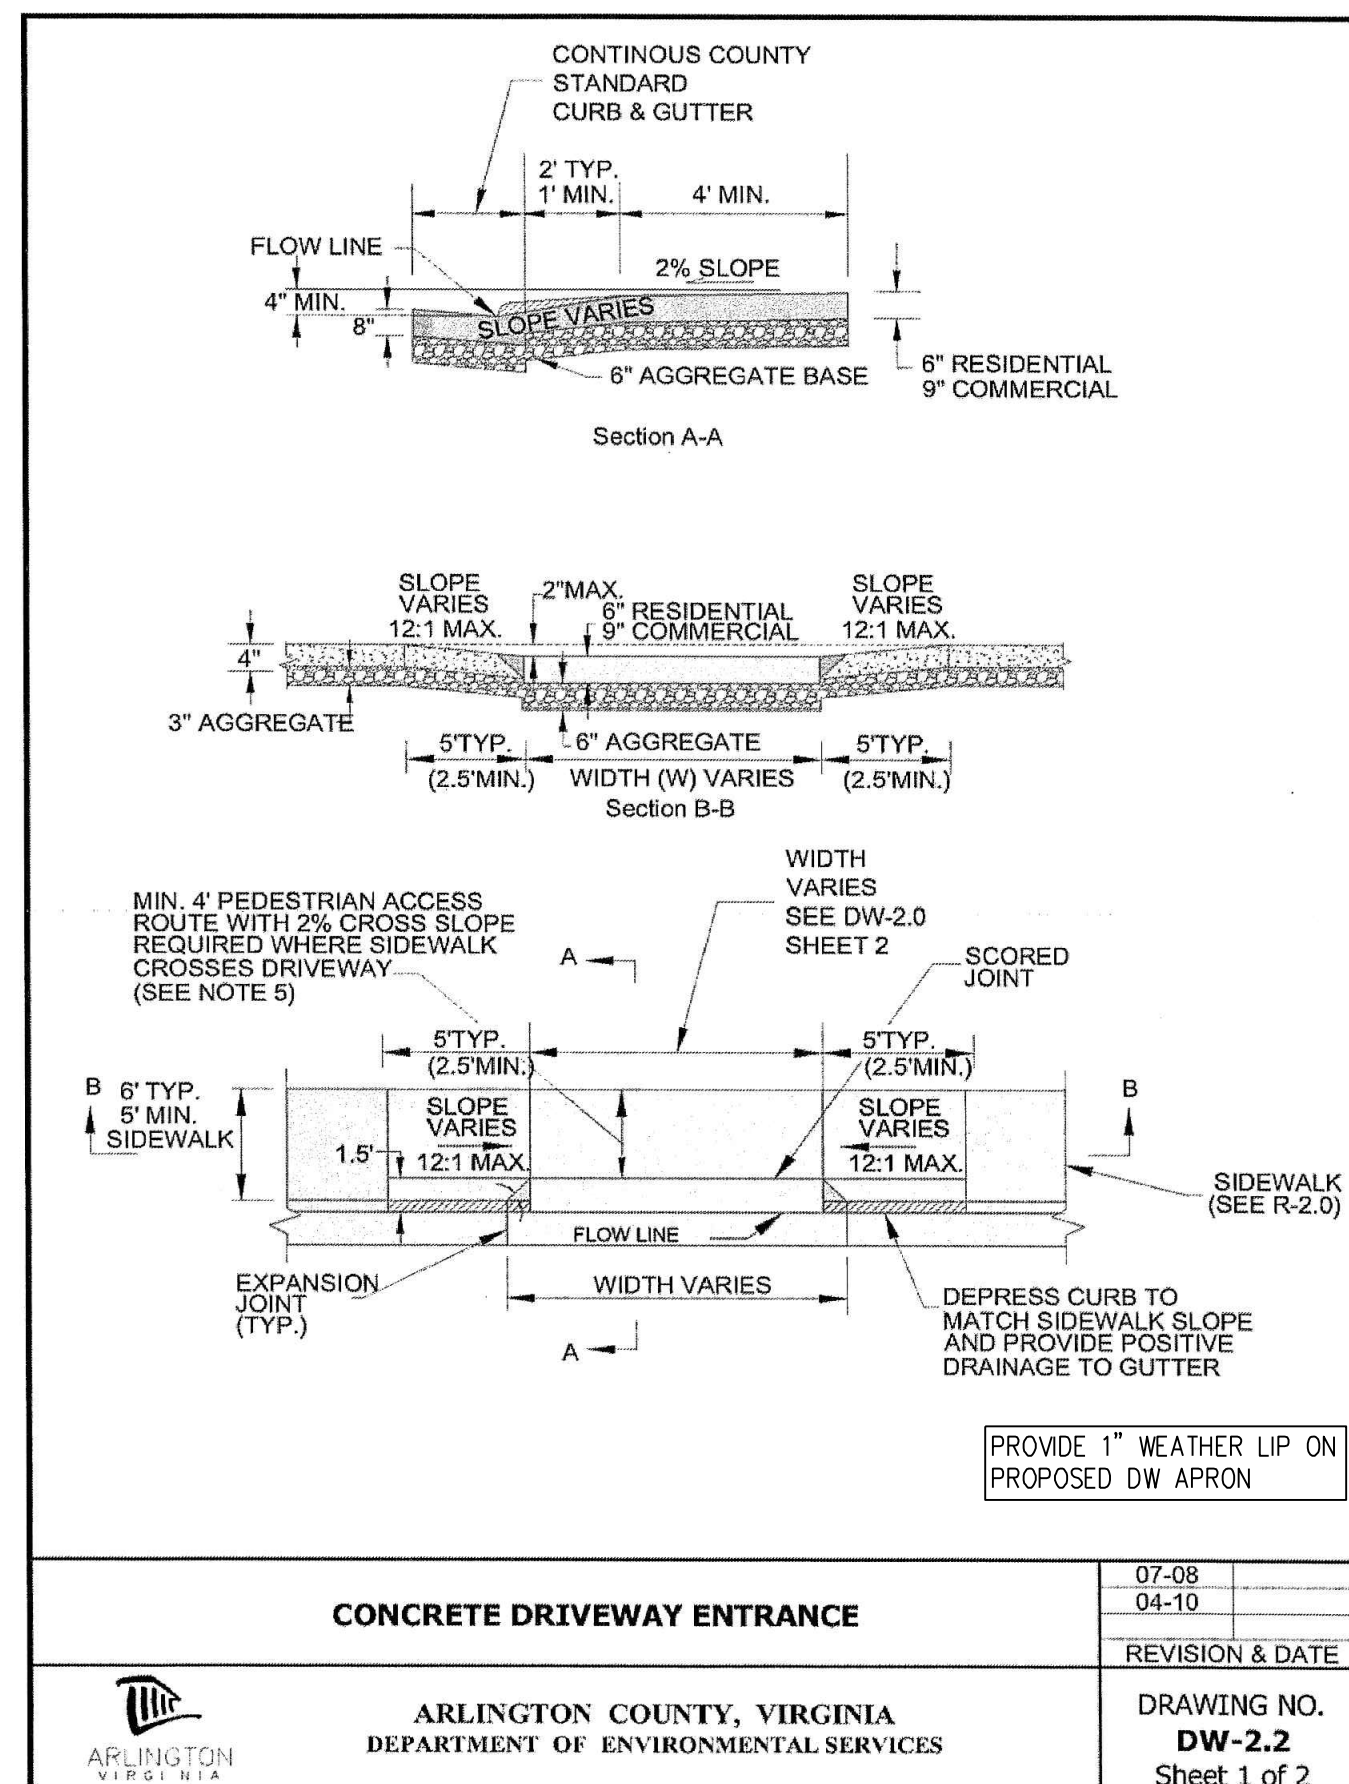 CONTINOUS COUNTY
STANDARD
CURB & GUTTER
2' TYP.
1' MIN.
4' MIN.
FLOW LINE
2% SLOPE
4" MIN.
8"
SLOPE VARIES
6" AGGREGATE BASE
6" RESIDENTIAL
9" COMMERCIAL
Section A-A
SLOPE
VARIES
12:1 MAX.
2"MAX.
6" RESIDENTIAL
9" COMMERCIAL
SLOPE
VARIES
12:1 MAX.
4"
3" AGGREGATE
5'TYP.
(2.5'MIN.)
6" AGGREGATE
WIDTH (W) VARIES
5'TYP.
(2.5'MIN.)
Section B-B
WIDTH
VARIES
SEE DW-2.0
SHEET 2
MIN. 4' PEDESTRIAN ACCESS
ROUTE WITH 2% CROSS SLOPE
REQUIRED WHERE SIDEWALK
CROSSES DRIVEWAY
(SEE NOTE 5)
A
SCORED
JOINT
5'TYP.
(2.5'MIN.)
5'TYP.
(2.5'MIN.)
B
6' TYP.
5' MIN.
SIDEWALK
SLOPE
VARIES
12:1 MAX.
1.5'
SLOPE
VARIES
12:1 MAX.
B
SIDEWALK
(SEE R-2.0)
FLOW LINE
EXPANSION
JOINT
(TYP.)
WIDTH VARIES
A
DEPRESS CURB TO
MATCH SIDEWALK SLOPE
AND PROVIDE POSITIVE
DRAINAGE TO GUTTER
PROVIDE 1" WEATHER LIP ON
PROPOSED DW APRON
CONCRETE DRIVEWAY ENTRANCE
07-08
04-10
REVISION & DATE
ARLINGTON
VIRGINIA
ARLINGTON COUNTY, VIRGINIA
DEPARTMENT OF ENVIRONMENTAL SERVICES
DRAWING NO.
DW-2.2
Sheet 1 of 2